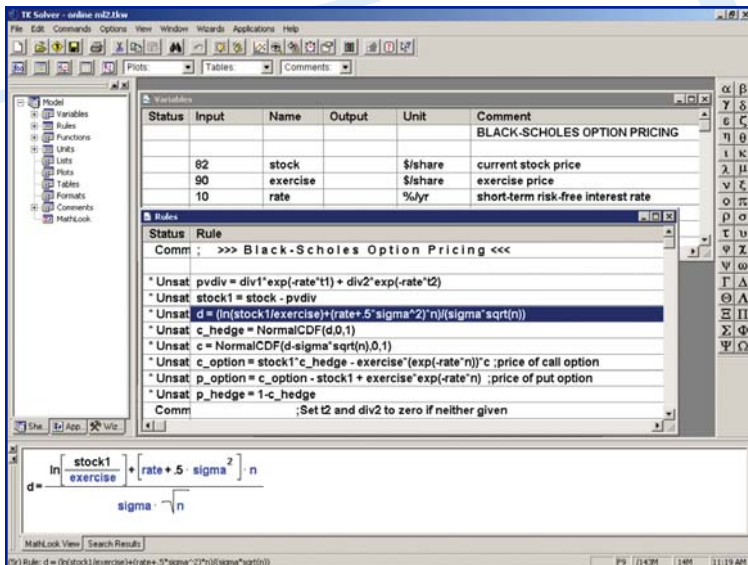 TK Solver - online ml2.tkw
File Edit Commands Options View Window Wizards Applications Help
Plots: Tables: Comments:
Model
Variables
Rules
Functions
Units
Lists
Plots
Tables
Formats
Comments
MathLook
She... App... Wiz...
Variables
Status Input Name Output Unit Comment
BLACK-SCHOLES OPTION PRICING
82 stock $/share current stock price
90 exercise $/share exercise price
10 rate %/yr short-term risk-free interest rate
Rules
Status Rule
Comm ; >>> Black-Scholes Option Pricing <<<
* Unsat pvdiv = div1*exp(-rate*t1) + div2*exp(-rate*t2)
* Unsat stock1 = stock - pvdiv
* Unsat d = (ln(stock1/exercise)+(rate+.5*sigma^2)*n)/(sigma*sqrt(n))
* Unsat c_hedge = NormalCDF(d,0,1)
* Unsat c = NormalCDF(d-sigma*sqrt(n),0,1)
* Unsat c_option = stock1*c_hedge - exercise*(exp(-rate*n))*c ;price of call option
* Unsat p_option = c_option - stock1 + exercise*exp(-rate*n) ;price of put option
* Unsat p_hedge = 1-c_hedge
Comm ;Set t2 and div2 to zero if neither given
α β
γ δ
ε ζ
η θ
ι κ
λ μ
ν ξ
ο π
ρ σ
τ υ
φ χ
ψ ω
Γ Δ
Θ Λ
Ξ Π
Σ Φ
Ψ Ω
ln[stock1/exercise] + [rate + .5 · sigma^2] · n
d=
sigma · √n
MathLook View Search Results
(5r) Rule: d = (ln(stock1/exercise)+(rate+.5*sigma^2)*n)/(sigma*sqrt(n))
F9 /143M 14M 11:19 AM